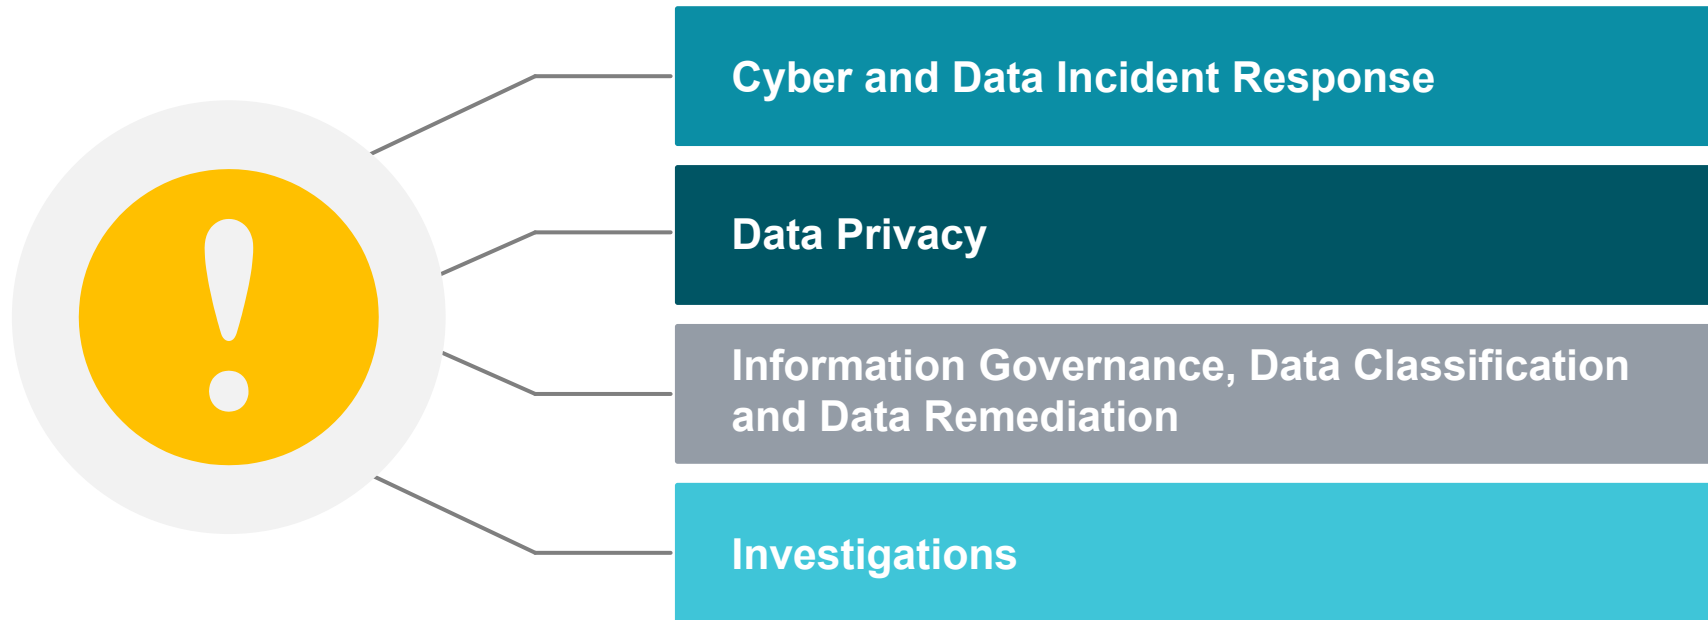 Cyber and Data Incident Response
Data Privacy
Information Governance, Data Classification
and Data Remediation
Investigations